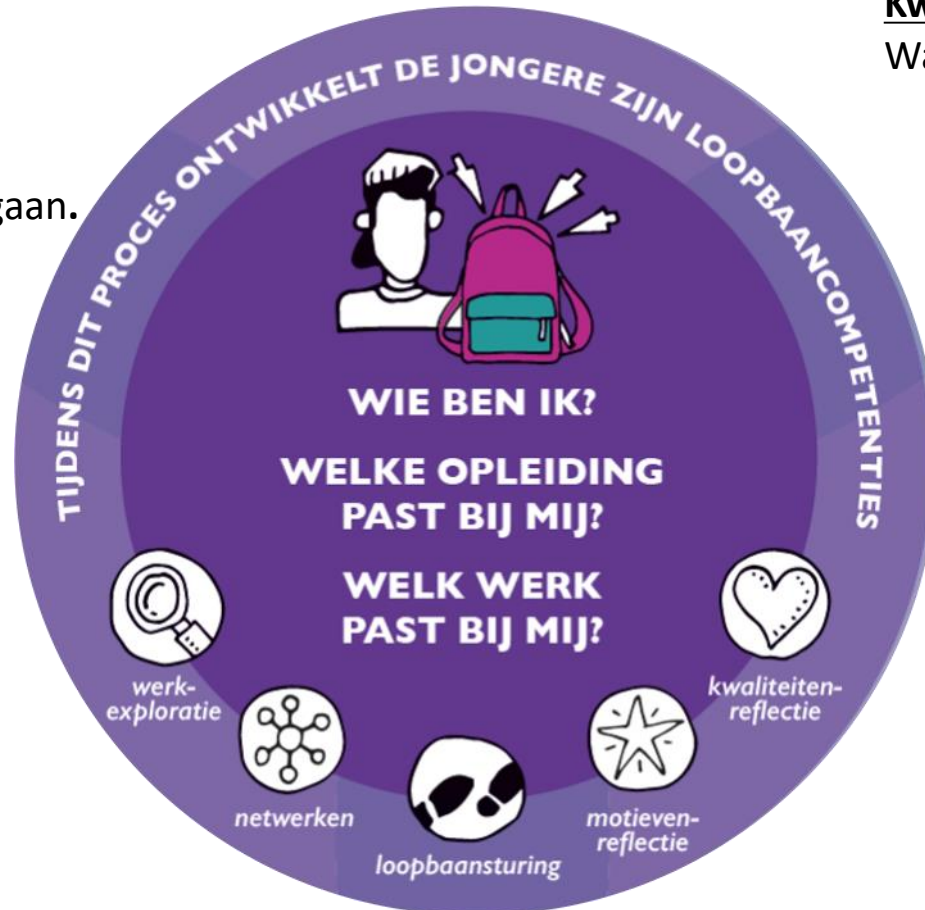 TIJDENS DIT PROCES ONTWIKKELT DE JONGERE ZIJN LOOPBAANCOMPETENTIES
WIE BEN IK?
WELKE OPLEIDING
PAST BIJ MIJ?
WELK WERK
PAST BIJ MIJ?
werk-
exploratie
netwerken
loopbaansturing
motieven-
reflectie
kwaliteiten-
reflectie